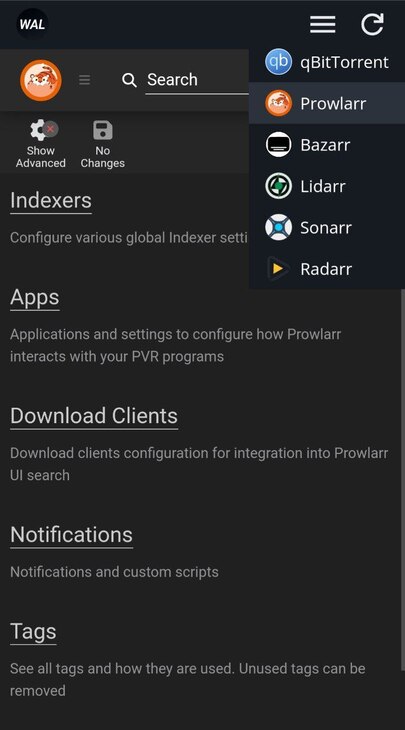 WAL
qb
qBitTorrent
Search
Prowlarr
Show
Advanced
No
Changes
Bazarr
Lidarr
Sonarr
Radarr
Indexers
Configure various global Indexer setti
Apps
Applications and settings to configure how Prowlarr
interacts with your PVR programs
Download Clients
Download clients configuration for integration into Prowlarr
UI search
Notifications
Notifications and custom scripts
Tags
See all tags and how they are used. Unused tags can be
removed